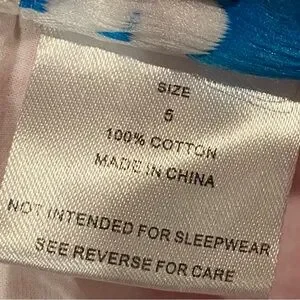 SIZE
5
100% COTTON
MADE IN CHINA
NOT INTENDED FOR SLEEPWEAR
SEE REVERSE FOR CARE